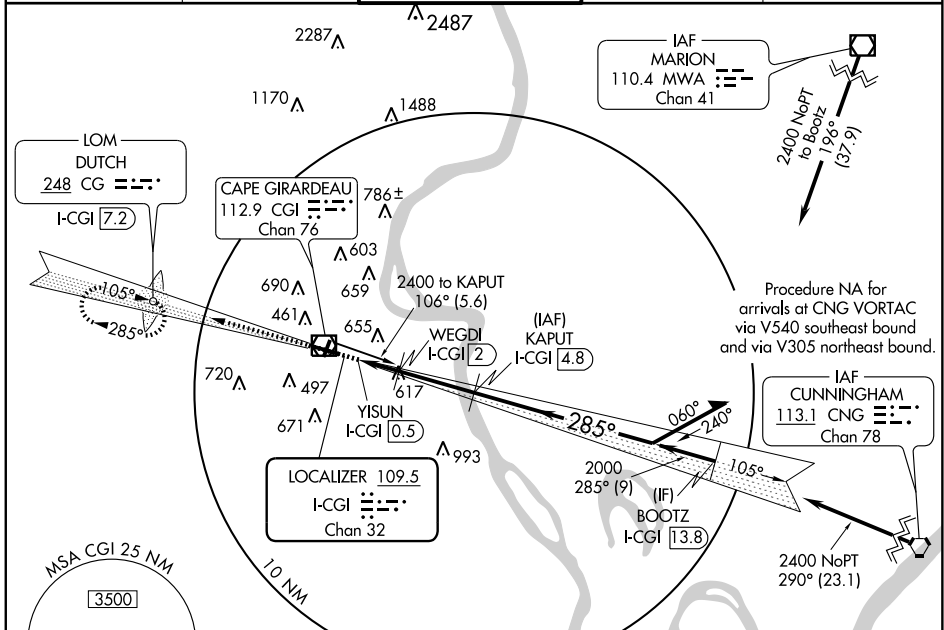 2487
2287
IAF
MARION
110.4 MWA
Chan 41
1170
1488
2400 NoPT
to Bootz
196°
(37.9)
LOM
DUTCH
248 CG
I-CGI 7.2
CAPE GIRARDEAU
112.9 CGI
Chan 76
786±
603
659
690
461
655
2400 to KAPUT
106° (5.6)
Procedure NA for
arrivals at CNG VORTAC
via V540 southeast bound
and via V305 northeast bound.
105°
285°
WEGDI
I-CGI 2
(IAF)
KAPUT
I-CGI 4.8
720
497
671
617
YISUN
I-CGI 0.5
993
285°
060°
240°
IAF
CUNNINGHAM
113.1 CNG
Chan 78
LOCALIZER 109.5
I-CGI
Chan 32
2000
285° (9)
(IF)
BOOTZ
I-CGI 13.8
105°
2400 NoPT
290° (23.1)
MSA CGI 25 NM
3500
10 NM